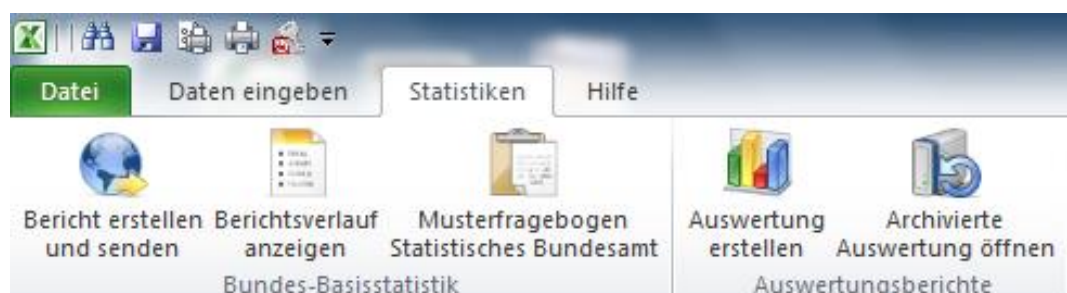 Datei Daten eingeben Statistiken Hilfe
Bericht erstellen und senden
Berichtsverlauf anzeigen
Musterfragebogen Statistisches Bundesamt
Auswertung erstellen
Archivierte Auswertung öffnen
Bundes-Basisstatistik Auswertungsberichte